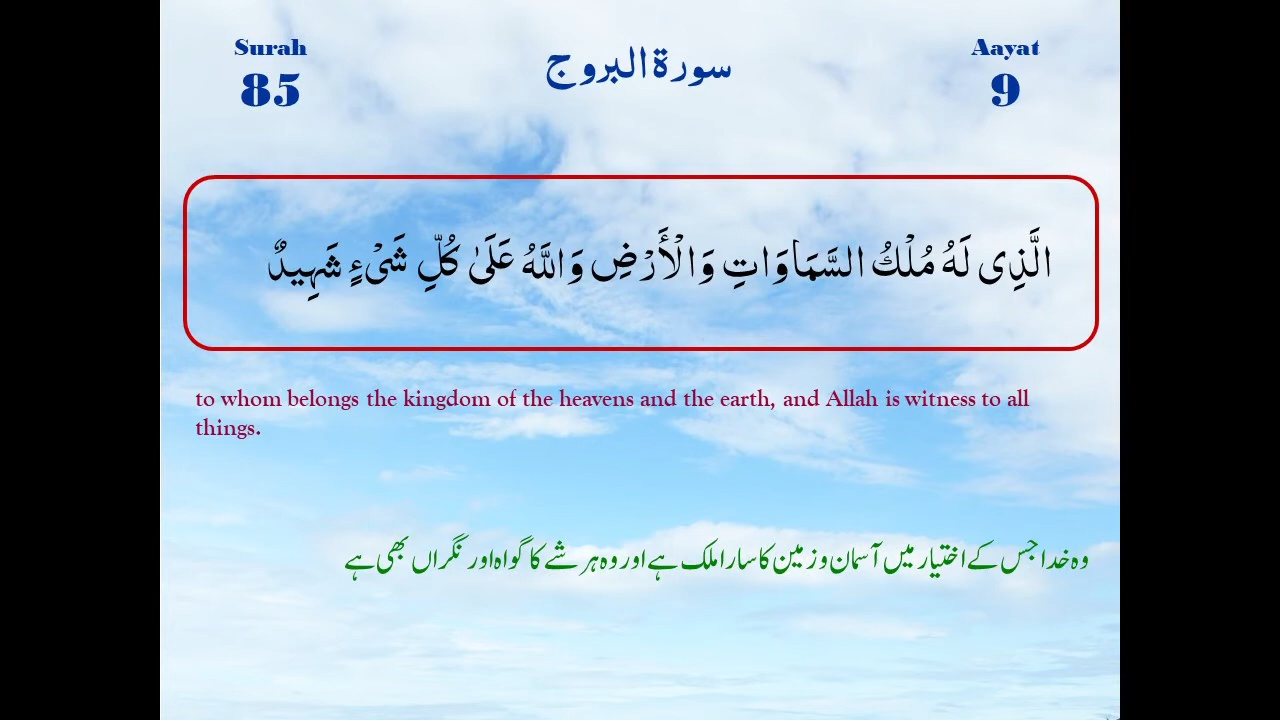 Surah
85
سورة البروج
Aayat
9
الَّذِى لَهُ مُلْكُ السَّمَاوَاتِ وَالْأَرْضِ وَاللَّهُ عَلَىٰ كُلِّ شَىْءٍ شَهِيدٌ
to whom belongs the kingdom of the heavens and the earth, and Allah is witness to all
things.
وہ خدا جس کے اختیار میں آسمان و زمین کا سارا ملک ہے اور وہ ہر شے کا گواہ اور نگراں بھی ہے